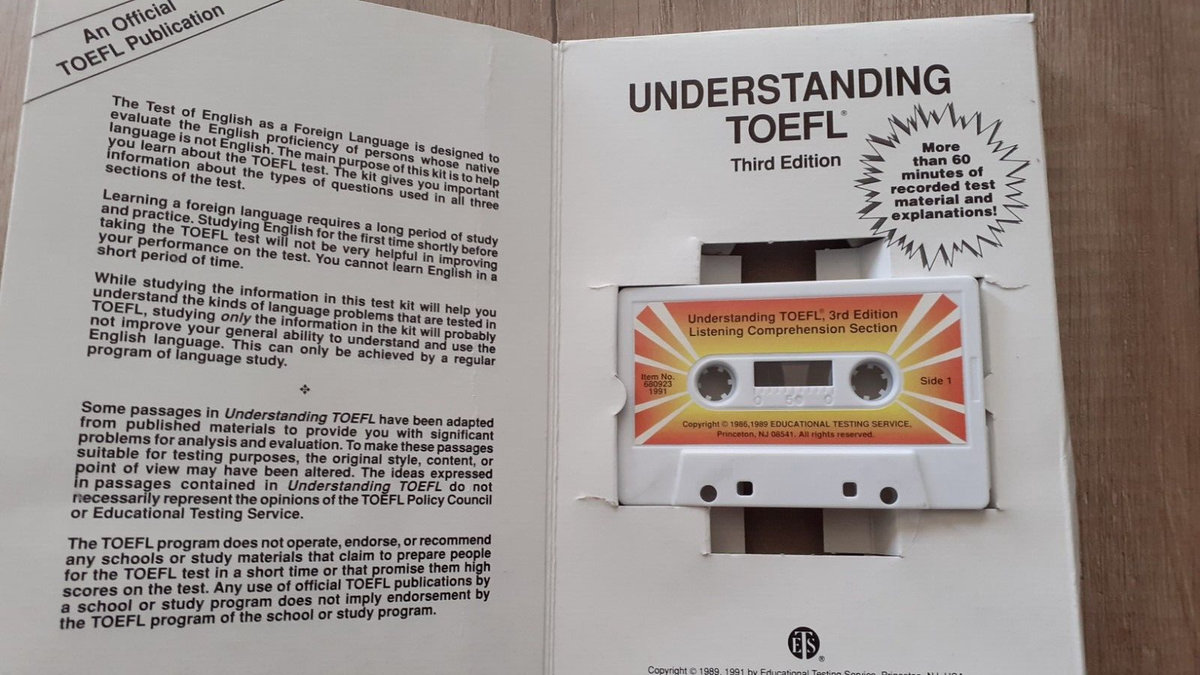 An Official
TOEFL Publication
The Test of English as a Foreign Language is designed to
evaluate the English proficiency of persons whose native
language is not English. The main purpose of this kit is to help
you learn about the TOEFL test. The kit gives you important
information about the types of questions used in all three
sections of the test.
Learning a foreign language requires a long period of study
and practice. Studying English for the first time shortly before
taking the TOEFL test will not be very helpful in improving
your performance on the test. You cannot learn English in a
short period of time.
While studying the information in this test kit will help you
understand the kinds of language problems that are tested in
TOEFL, studying only the information in the kit will probably
not improve your general ability to understand and use the
English language. This can only be achieved by a regular
program of language study.
Some passages in Understanding TOEFL have been adapted
from published materials to provide you with significant
problems for analysis and evaluation. To make these passages
suitable for testing purposes, the original style, content, or
point of view may have been altered. The ideas expressed
in passages contained in Understanding TOEFL do not
necessarily represent the opinions of the TOEFL Policy Council
or Educational Testing Service.
The TOEFL program does not operate, endorse, or recommend
any schools or study materials that claim to prepare people
for the TOEFL test in a short time or that promise them high
scores on the test. Any use of official TOEFL publications by
a school or study program does not imply endorsement by
the TOEFL program of the school or study program.
UNDERSTANDING
TOEFL®
Third Edition
More
than 60
minutes of
recorded test
material and
explanations!
Understanding TOEFL®, 3rd Edition
Listening Comprehension Section
Item No.
680923
1991
Side 1
0 50 0
Copyright © 1986,1989 EDUCATIONAL TESTING SERVICE,
Princeton, NJ 08541. All rights reserved.
ETS®
Copyright © 1989, 1991 by Educational Testing Service, Princeton, NJ, USA